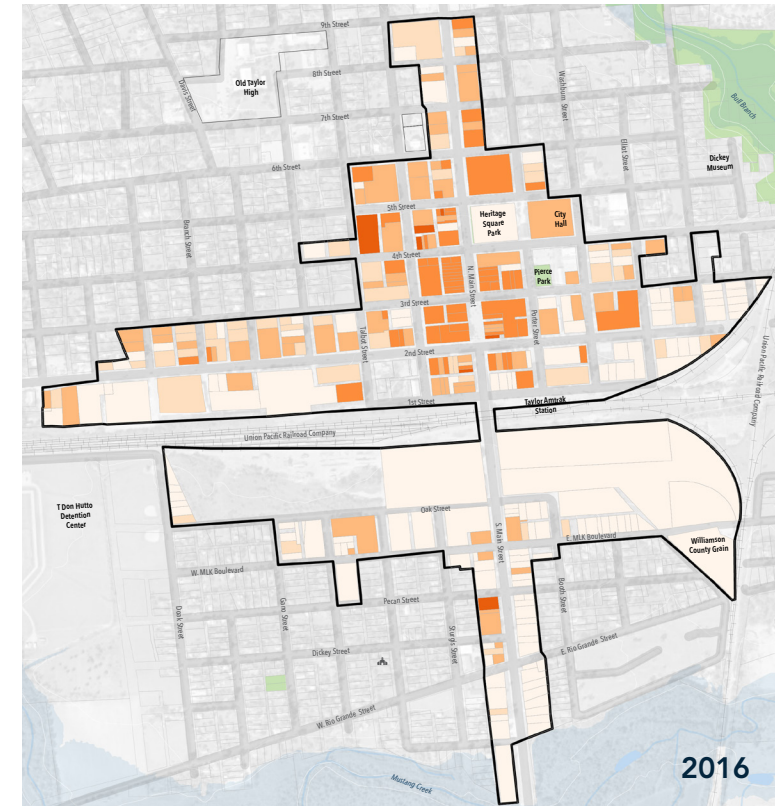 9th Street
8th Street
Old Taylor
High
Davis Street
Washburn Street
Bull Branch
7th Street
6th Street
Elliot Street
Dickey
Museum
5th Street
Branch Street
Heritage
Square
Park
City
Hall
4th Street
N. Main Street
Pierce
Park
3rd Street
Talbot Street
Porter Street
2nd Street
Union Pacific Railroad Company
1st Street
Taylor Amtrak
Station
Union Pacific Railroad Company
T Don Hutto
Detention
Center
Oak Street
S. Main Street
E. MLK Boulevard
Williamson
County Grain
W. MLK Boulevard
Doak Street
Gano Street
Pecan Street
Booth Street
Sturgis Street
Dickey Street
E. Rio Grande Street
W. Rio Grande Street
Mustang Creek
2016